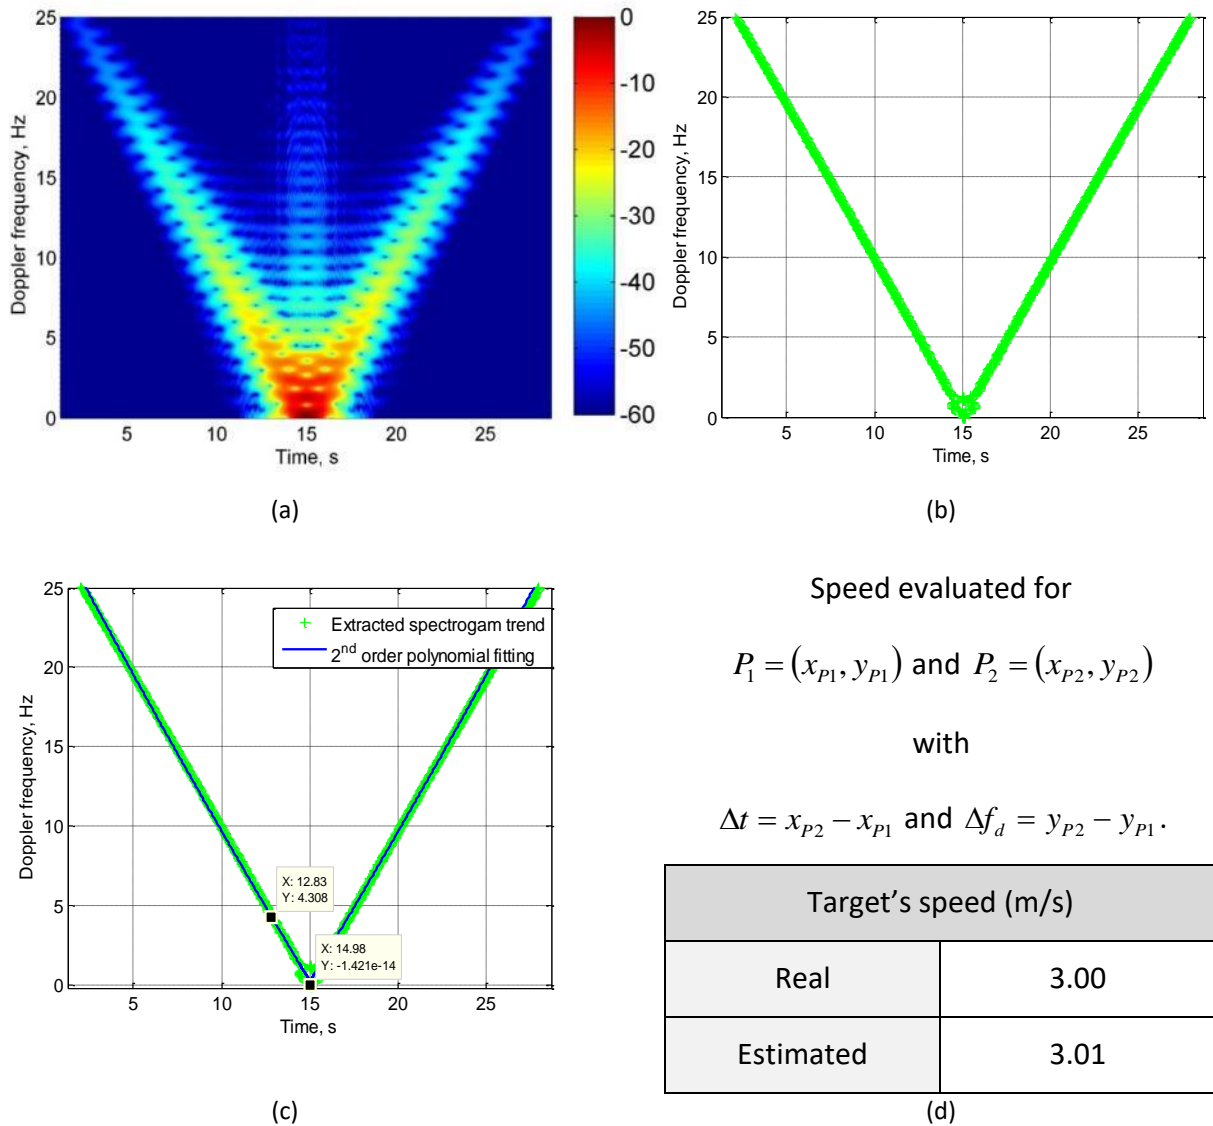 25
20
15
10
5
0
Doppler frequency, Hz
5
10
15
20
25
Time, s
0
-10
-20
-30
-40
-50
-60
(a)
25
20
15
10
5
0
Doppler frequency, Hz
5
10
15
20
25
Time, s
(b)
25
20
15
10
5
0
Doppler frequency, Hz
Extracted spectrogam trend
2nd order polynomial fitting
X: 12.83
Y: 4.308
X: 14.98
Y: -1.421e-14
5
10
15
20
25
Time, s
(c)
Speed evaluated for
P1 = (xP1, yP1) and P2 = (xP2, yP2)
with
Δt = xP2 − xP1 and Δfd = yP2 − yP1.
Target’s speed (m/s)
Real 3.00
Estimated 3.01
(d)